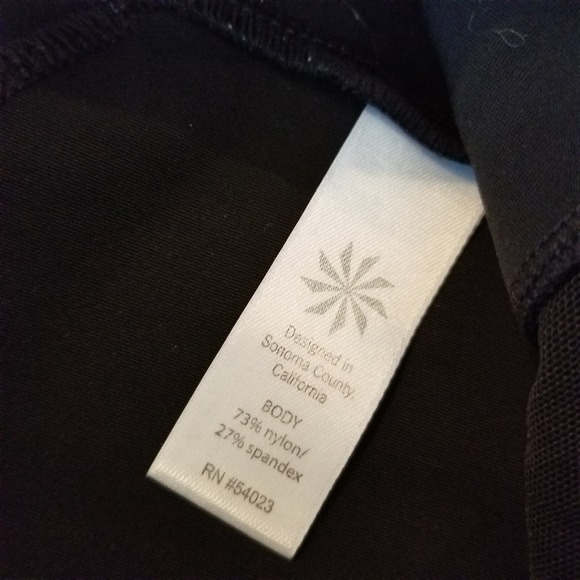 Designed in
Sonoma County,
California
BODY
73% nylon/
27% spandex
RN #54023